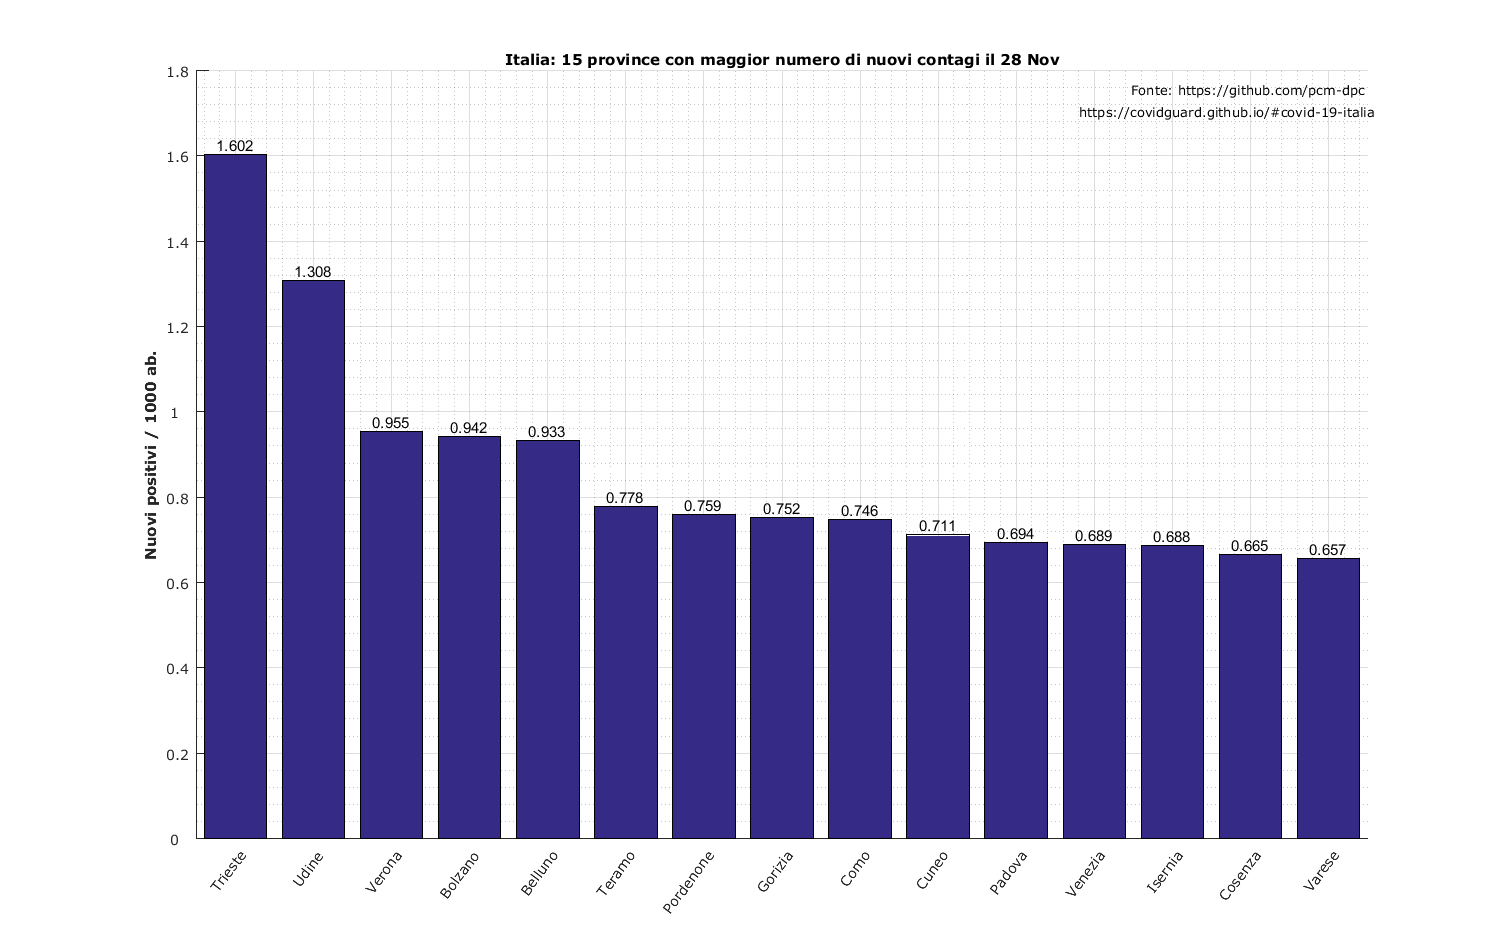 Italia: 15 province con maggior numero di nuovi contagi il 28 Nov
Fonte: https://github.com/pcm-dpc
https://covidguard.github.io/#covid-19-italia
Nuovi positivi / 1000 ab.
1.8
1.6
1.4
1.2
1
0.8
0.6
0.4
0.2
0
1.602
1.308
0.955
0.942
0.933
0.778
0.759
0.752
0.746
0.711
0.694
0.689
0.688
0.665
0.657
Trieste
Udine
Verona
Bolzano
Belluno
Teramo
Pordenone
Gorizia
Como
Cuneo
Padova
Venezia
Isernia
Cosenza
Varese